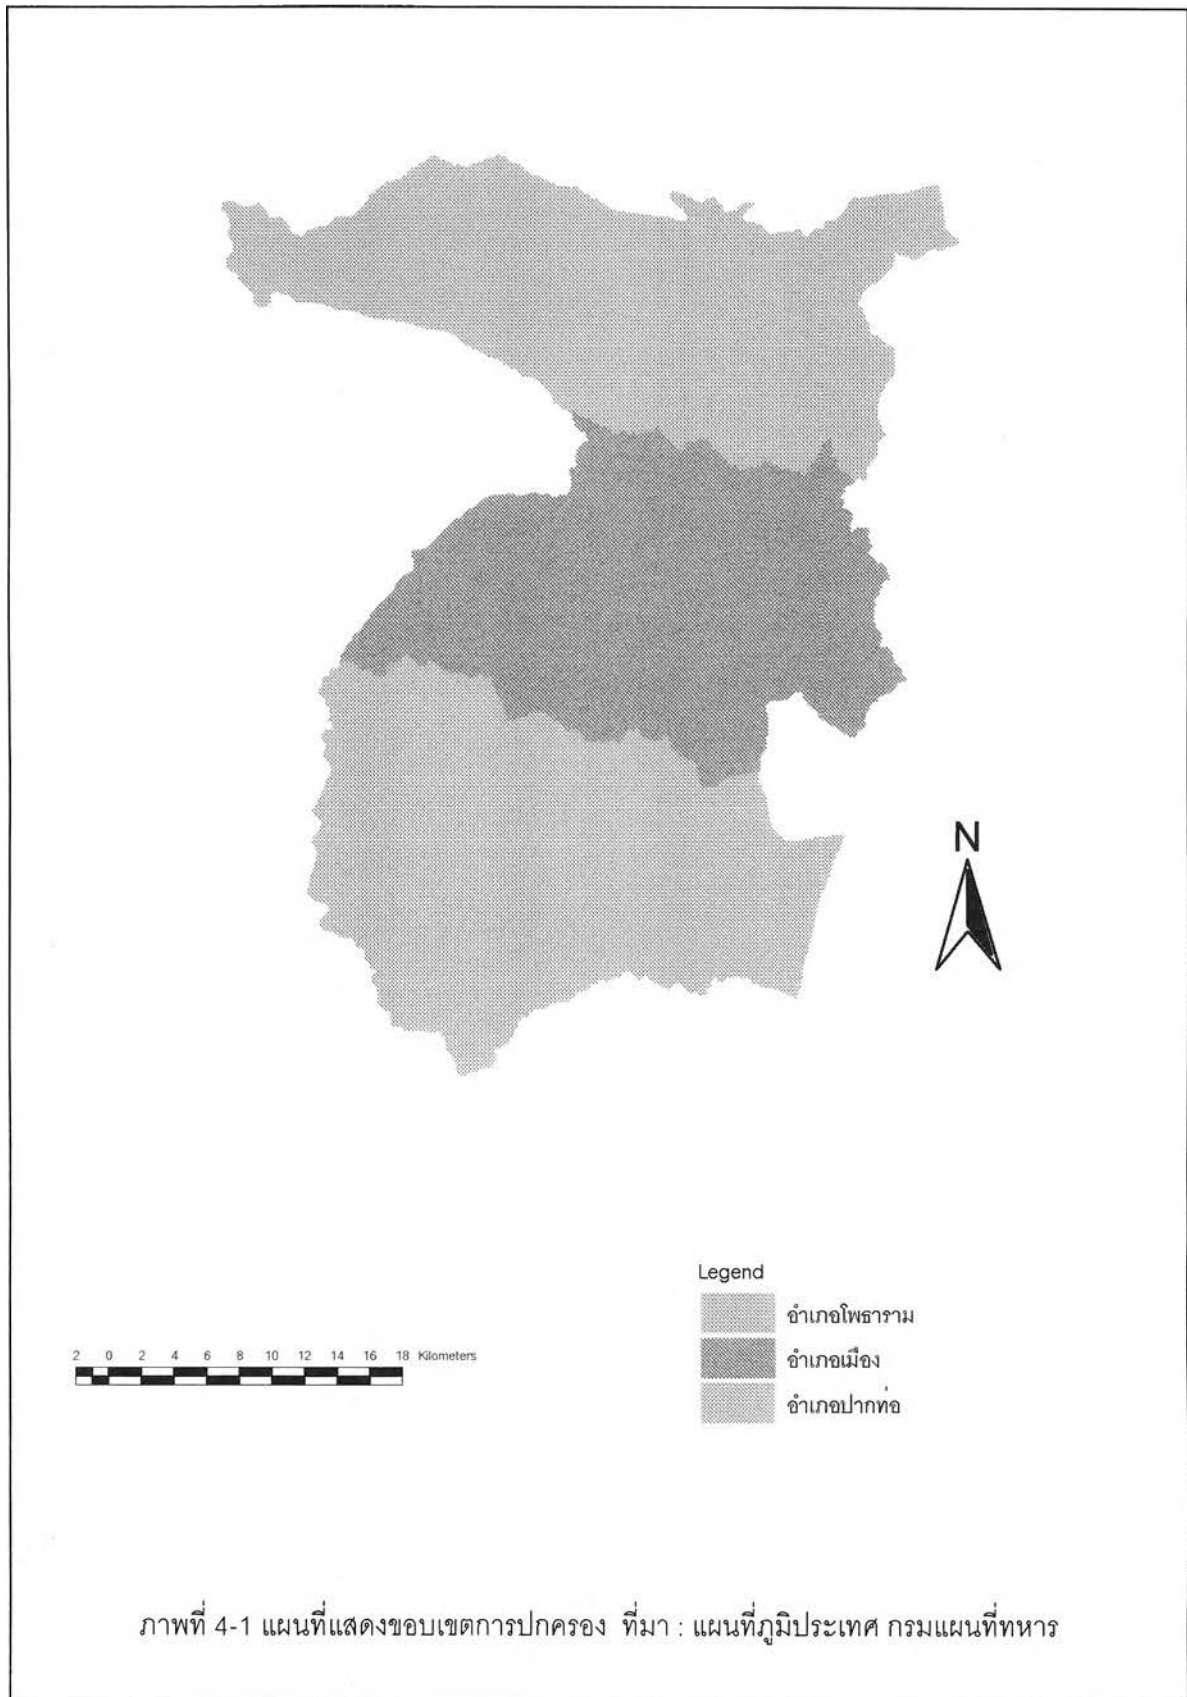 N
Legend
อำเภอโพธาราม
อำเภอเมือง
อำเภอปากท่อ
2 0 2 4 6 8 10 12 14 16 18 Kilometers
ภาพที่ 4-1 แผนที่แสดงขอบเขตการปกครอง ที่มา : แผนที่ภูมิประเทศ กรมแผนที่ทหาร